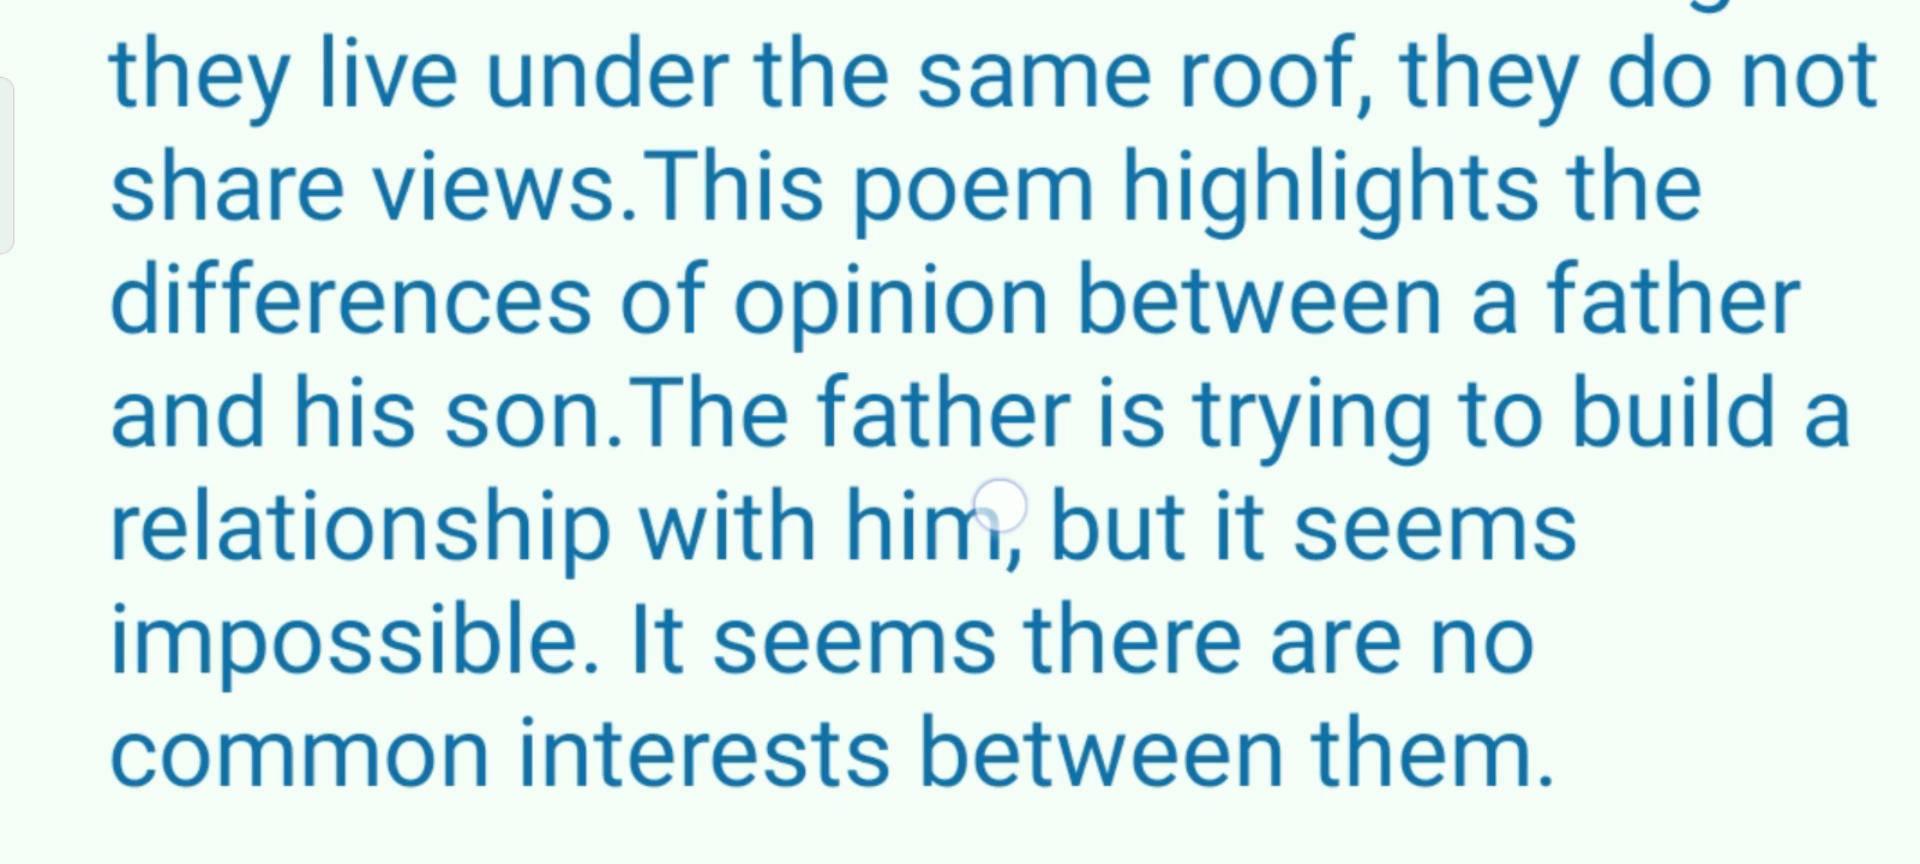 they live under the same roof, they do not
share views.This poem highlights the
differences of opinion between a father
and his son.The father is trying to build a
relationship with him, but it seems
impossible. It seems there are no
common interests between them.